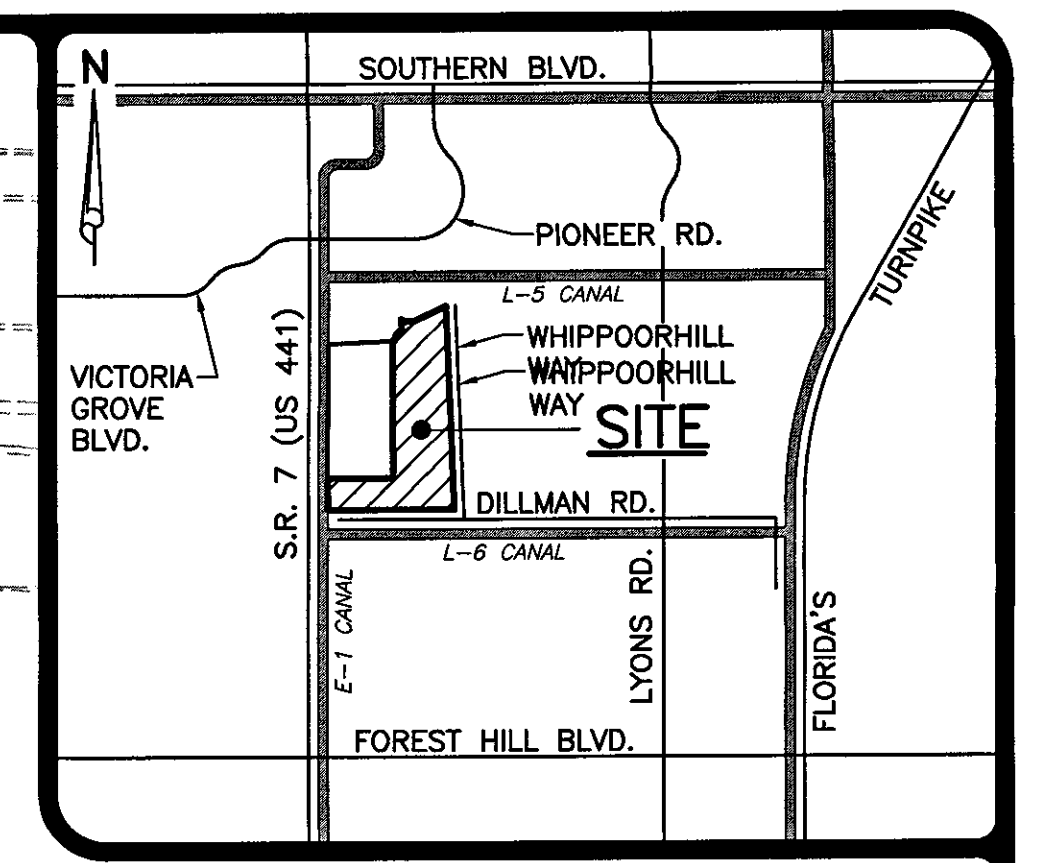 N
SOUTHERN BLVD.
PIONEER RD.
TURNPIKE
L-5 CANAL
WHIPPOORHILL
WAY
WHIPPOORHILL
WAY
VICTORIA
GROVE
BLVD.
S.R. 7 (US 441)
SITE
DILLMAN RD.
L-6 CANAL
E-1 CANAL
LYONS RD.
FLORIDA'S
FOREST HILL BLVD.